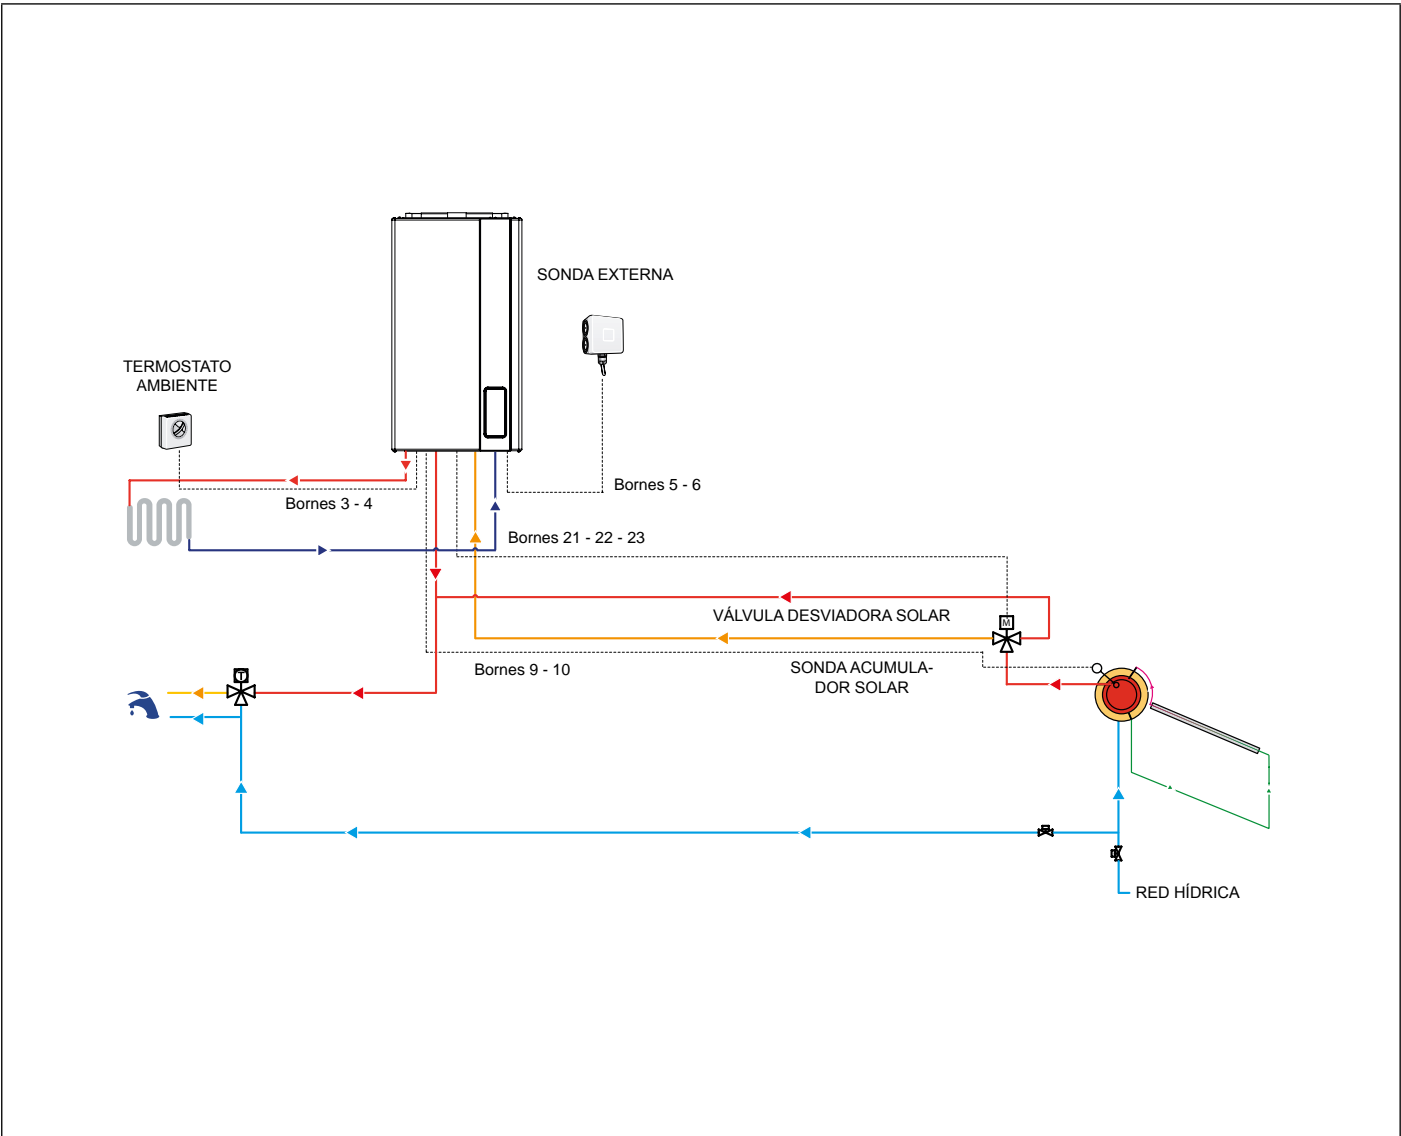 SONDA EXTERNA
TERMOSTATO
AMBIENTE
Bornes 5 - 6
Bornes 3 - 4
Bornes 21 - 22 - 23
M
VÁLVULA DESVIADORA SOLAR
Bornes 9 - 10
SONDA ACUMULA-
DOR SOLAR
T
RED HÍDRICA